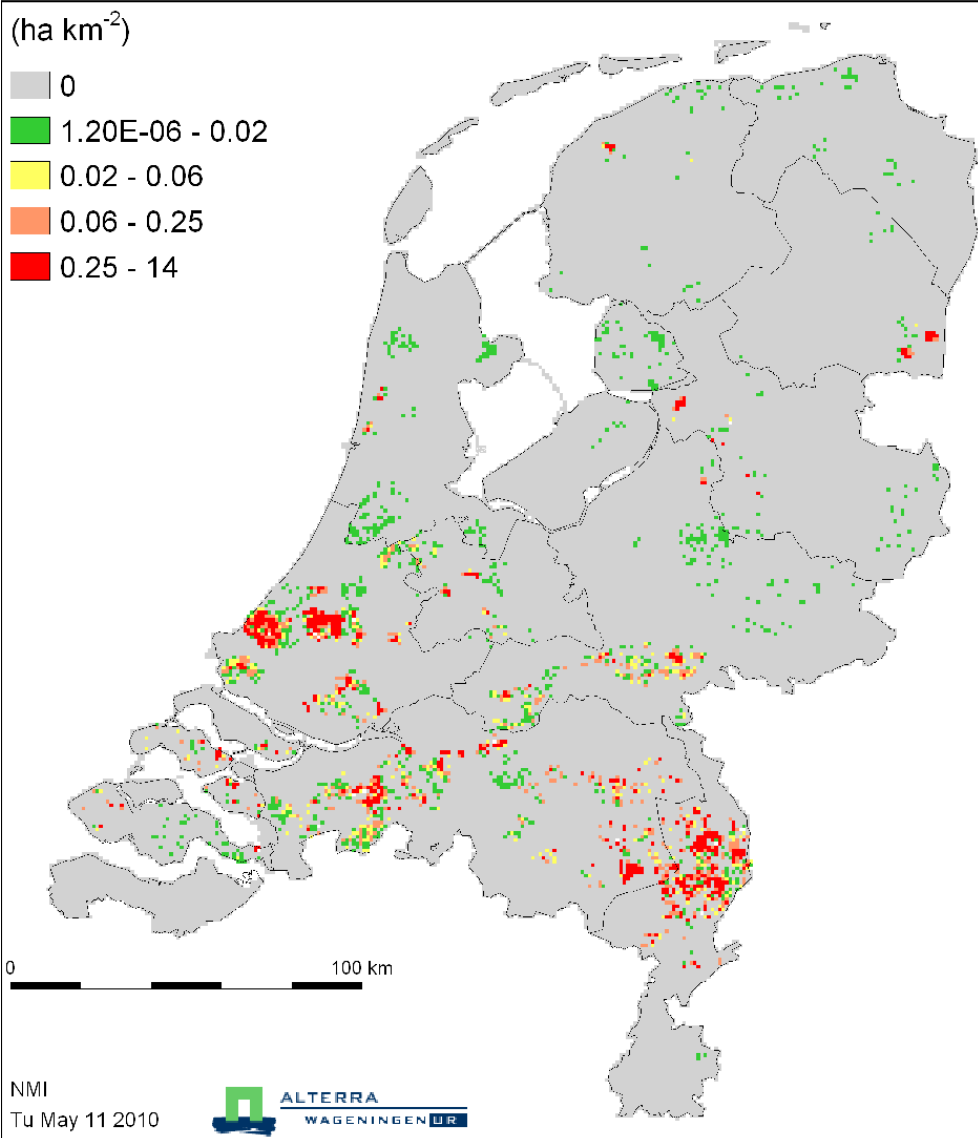 (ha km-2)
0
1.20E-06 - 0.02
0.02 - 0.06
0.06 - 0.25
0.25 - 14
0 100 km
NMI
Tu May 11 2010
ALTERRA
WAGENINGEN UR